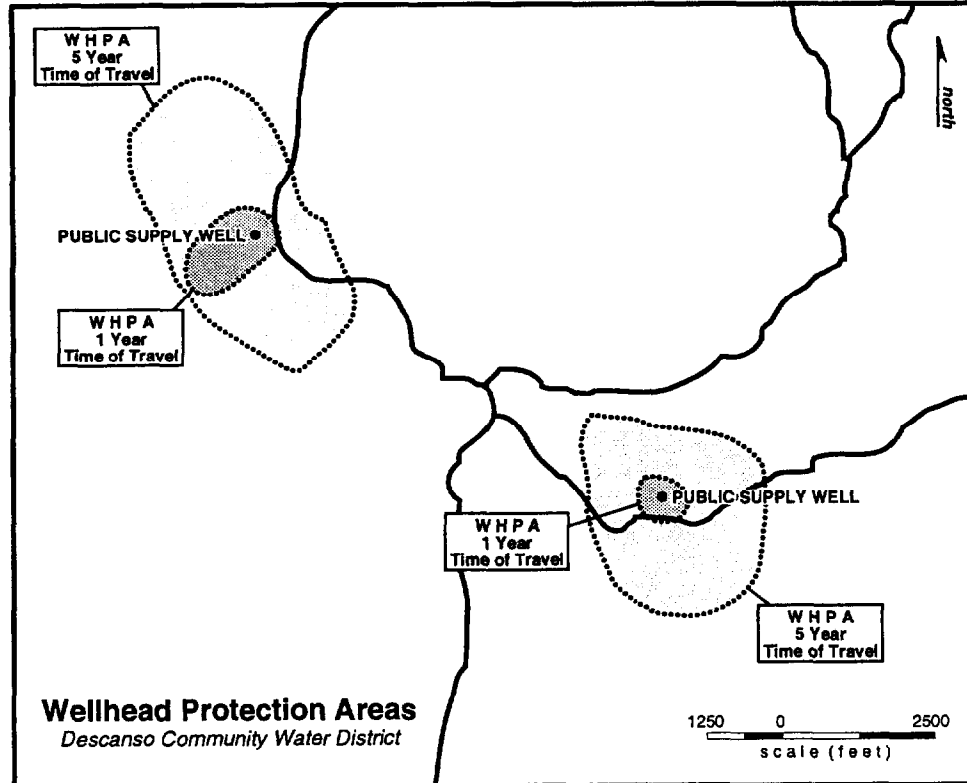 W H P A
5 Year
Time of Travel
north
PUBLIC SUPPLY WELL
W H P A
1 Year
Time of Travel
PUBLIC SUPPLY WELL
W H P A
1 Year
Time of Travel
W H P A
5 Year
Time of Travel
Wellhead Protection Areas
Descanso Community Water District
1250 0 2500
scale (feet)